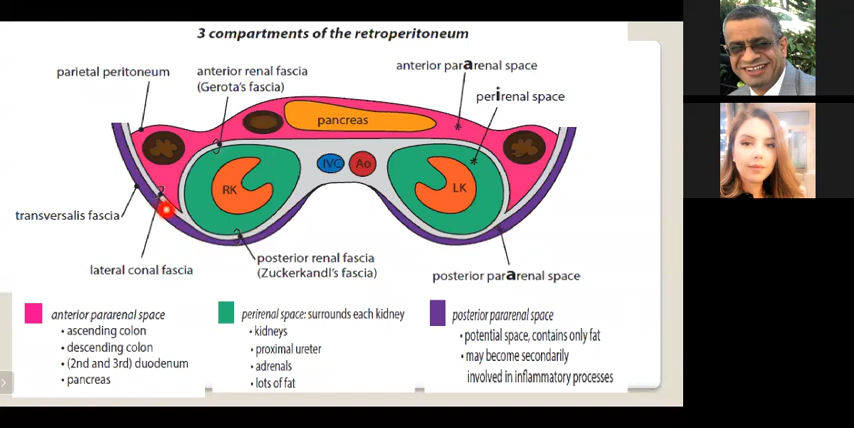 3 compartments of the retroperitoneum
parietal peritoneum
anterior renal fascia
(Gerota's fascia)
anterior pararenal space
perirenal space
pancreas
IVC
Ao
RK
LK
transversalis fascia
lateral conal fascia
posterior renal fascia
(Zuckerkandl's fascia)
posterior pararenal space
anterior pararenal space
• ascending colon
• descending colon
• (2nd and 3rd) duodenum
• pancreas
perirenal space: surrounds each kidney
• kidneys
• proximal ureter
• adrenals
• lots of fat
posterior pararenal space
• potential space, contains only fat
• may become secondarily
involved in inflammatory processes